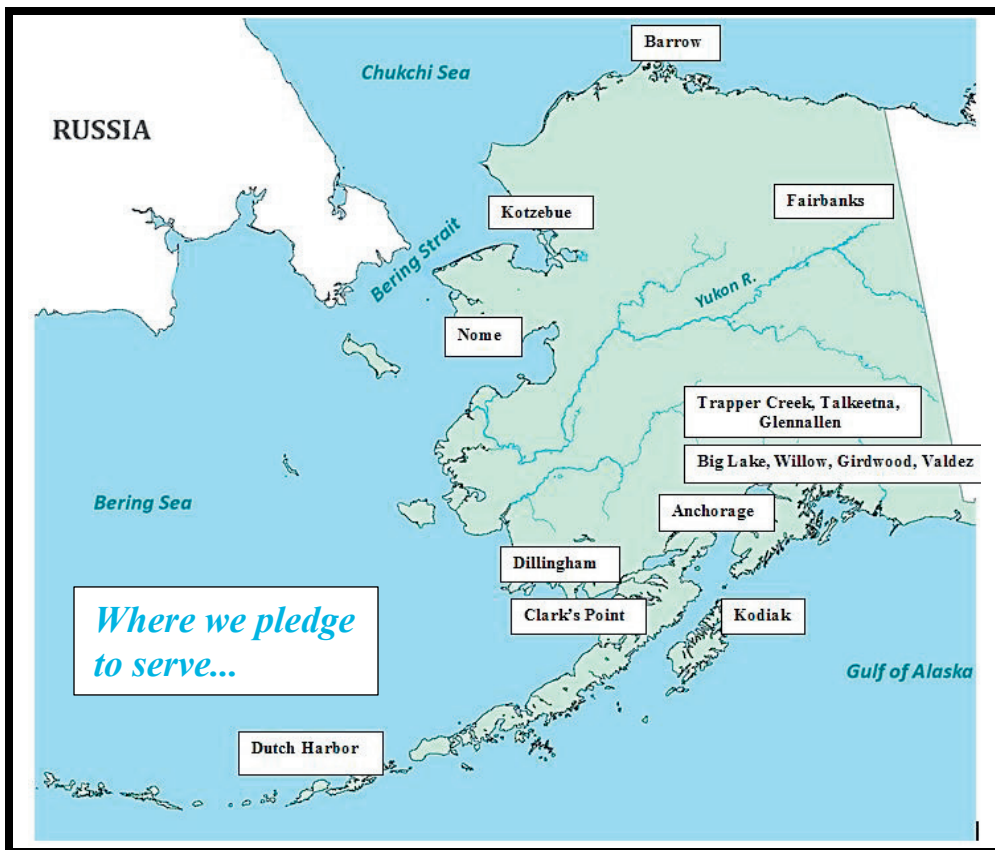 Barrow
Chukchi Sea
RUSSIA
Fairbanks
Kotzebue
Bering Strait
Yukon R.
Nome
Trapper Creek, Talkeetna,
Glennallen
Big Lake, Willow, Girdwood, Valdez
Bering Sea
Anchorage
Dillingham
Clark's Point
Kodiak
Where we pledge
to serve...
Gulf of Alaska
Dutch Harbor